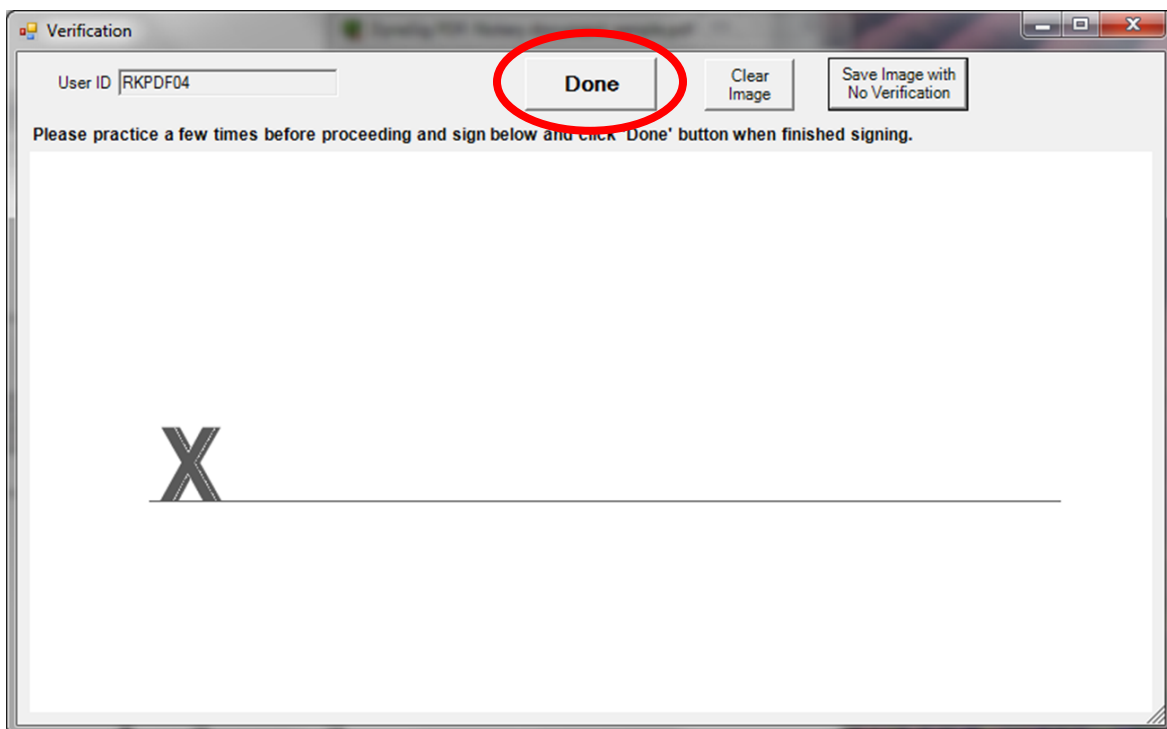 Verification
User ID RKPDF04
Done
Clear
Image
Save Image with
No Verification
Please practice a few times before proceeding and sign below and click 'Done' button when finished signing.
X